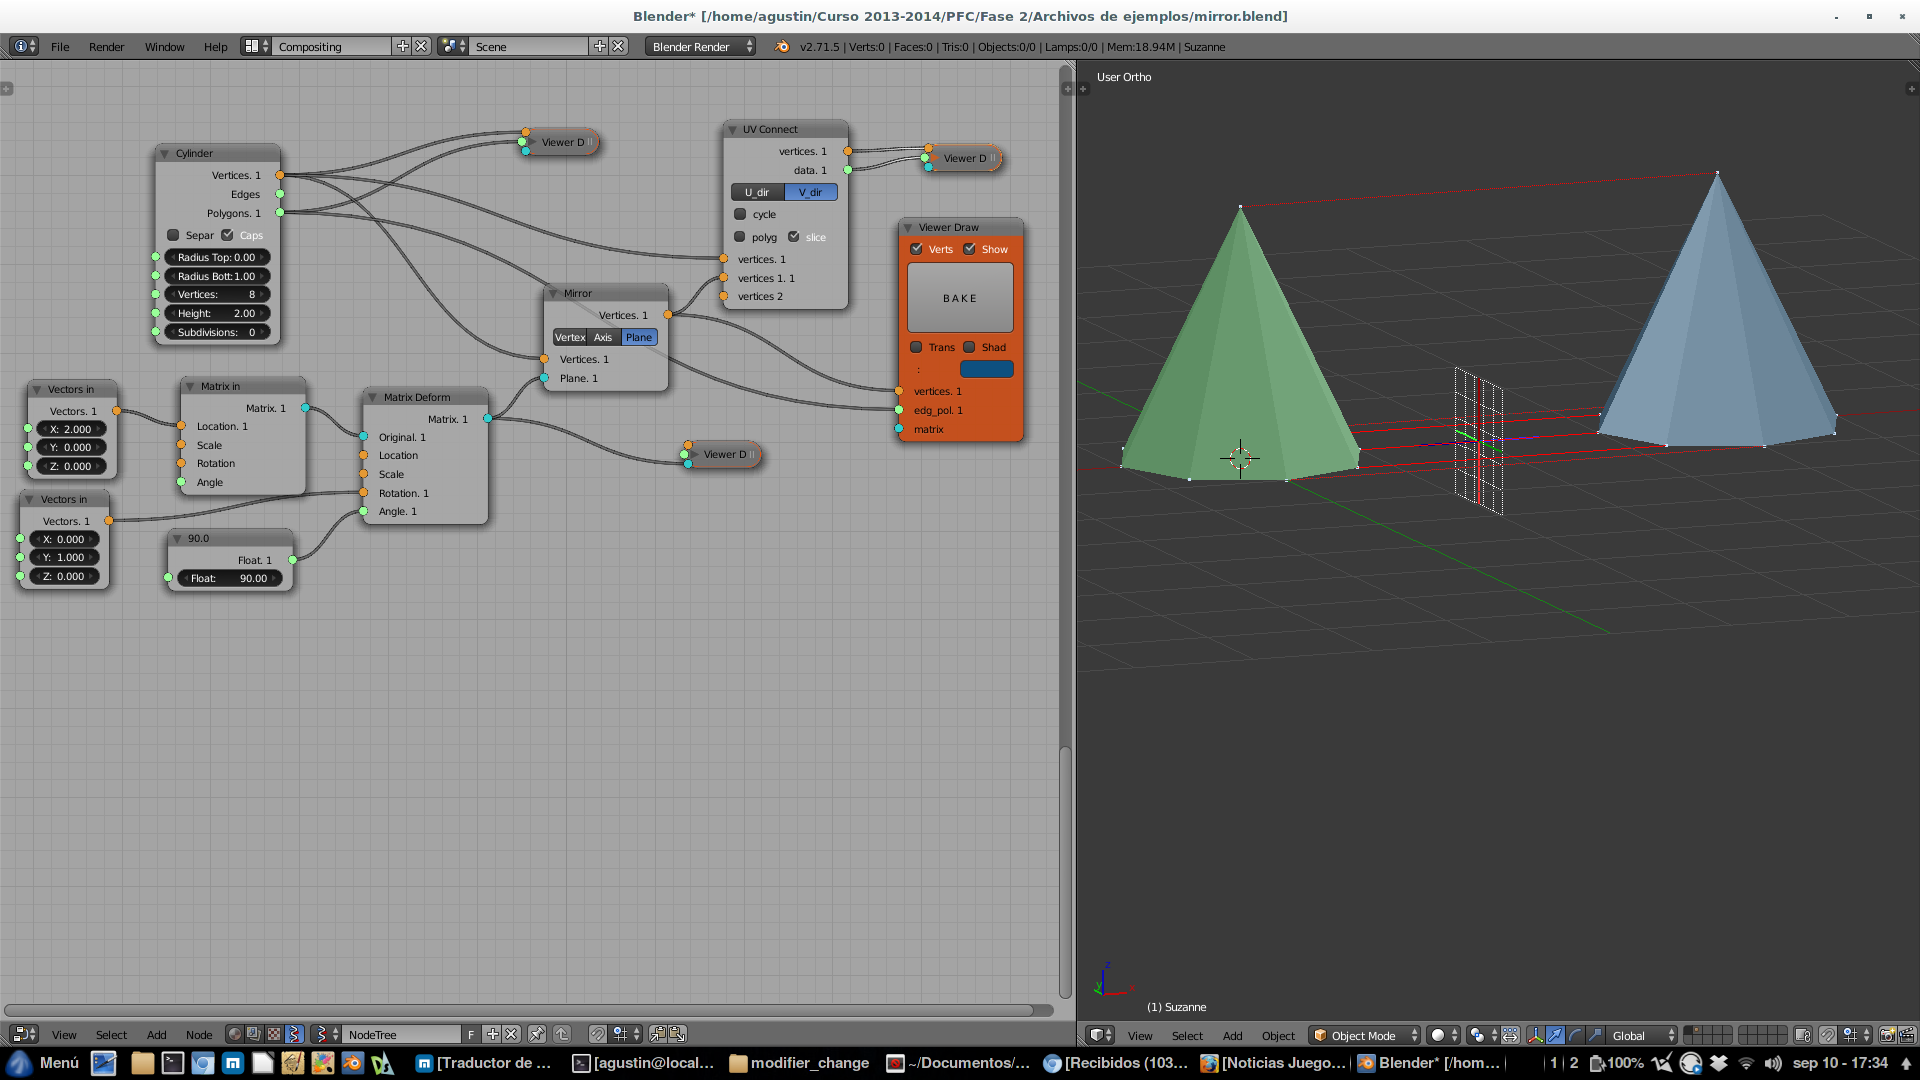 Blender* [/home/agustin/Curso 2013-2014/PFC/Fase 2/Archivos de ejemplos/mirror.blend]
File Render Window Help Compositing Scene Blender Render v2.71.5 | Verts:0 | Faces:0 | Tris:0 | Objects:0/0 | Lamps:0/0 | Mem:18.94M | Suzanne
User Ortho
Cylinder
Vertices. 1
Edges
Polygons. 1
Separ Caps
Radius Top: 0.00
Radius Bott: 1.00
Vertices: 8
Height: 2.00
Subdivisions: 0
Viewer D
UV Connect
vertices. 1
data. 1
U_dir V_dir
cycle
polyg slice
vertices. 1
vertices 1. 1
vertices 2
Viewer D
Viewer Draw
Verts Show
BAKE
Trans Shad
:
vertices. 1
edg_pol. 1
matrix
Mirror
Vertices. 1
Vertex Axis Plane
Vertices. 1
Plane. 1
Vectors in
Vectors. 1
X: 2.000
Y: 0.000
Z: 0.000
Matrix in
Matrix. 1
Location. 1
Scale
Rotation
Angle
Matrix Deform
Matrix. 1
Original. 1
Location
Scale
Rotation. 1
Angle. 1
Viewer D
Vectors in
Vectors. 1
X: 0.000
Y: 1.000
Z: 0.000
90.0
Float. 1
Float: 90.00
z
y
x
(1) Suzanne
View Select Add Node NodeTree F
View Select Add Object Object Mode Global
Menú [Traductor de ... [agustin@local... modifier_change ~/Documentos/... [Recibidos (103... [Noticias Juego... Blender* [/hom... 1 2 100% sep 10 - 17:34